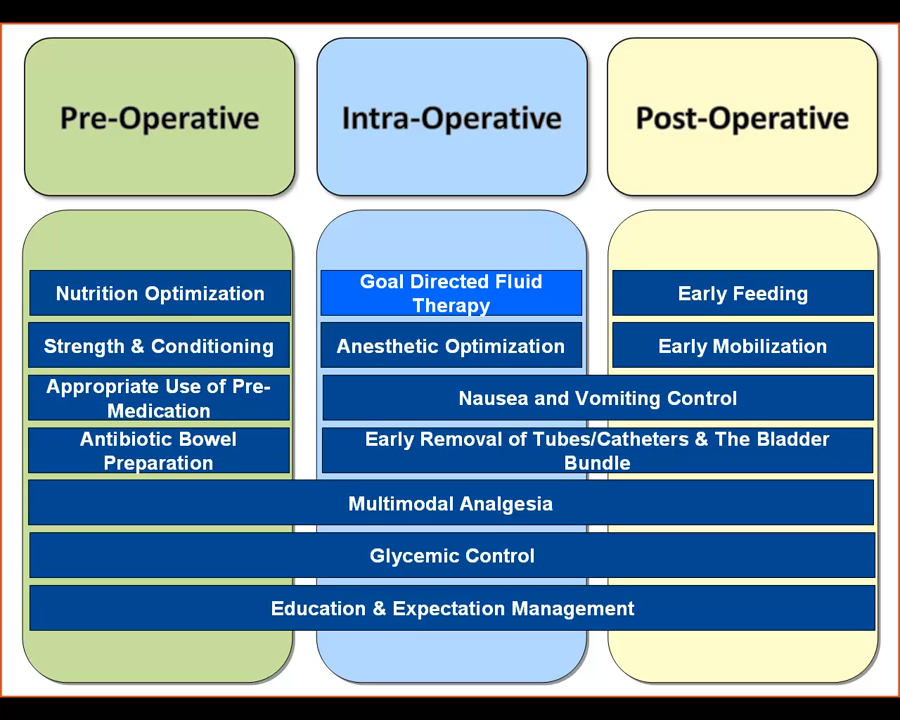 Pre-Operative
Intra-Operative
Post-Operative
Nutrition Optimization
Goal Directed Fluid
Therapy
Early Feeding
Strength & Conditioning
Anesthetic Optimization
Early Mobilization
Appropriate Use of Pre-
Medication
Nausea and Vomiting Control
Antibiotic Bowel
Preparation
Early Removal of Tubes/Catheters & The Bladder
Bundle
Multimodal Analgesia
Glycemic Control
Education & Expectation Management